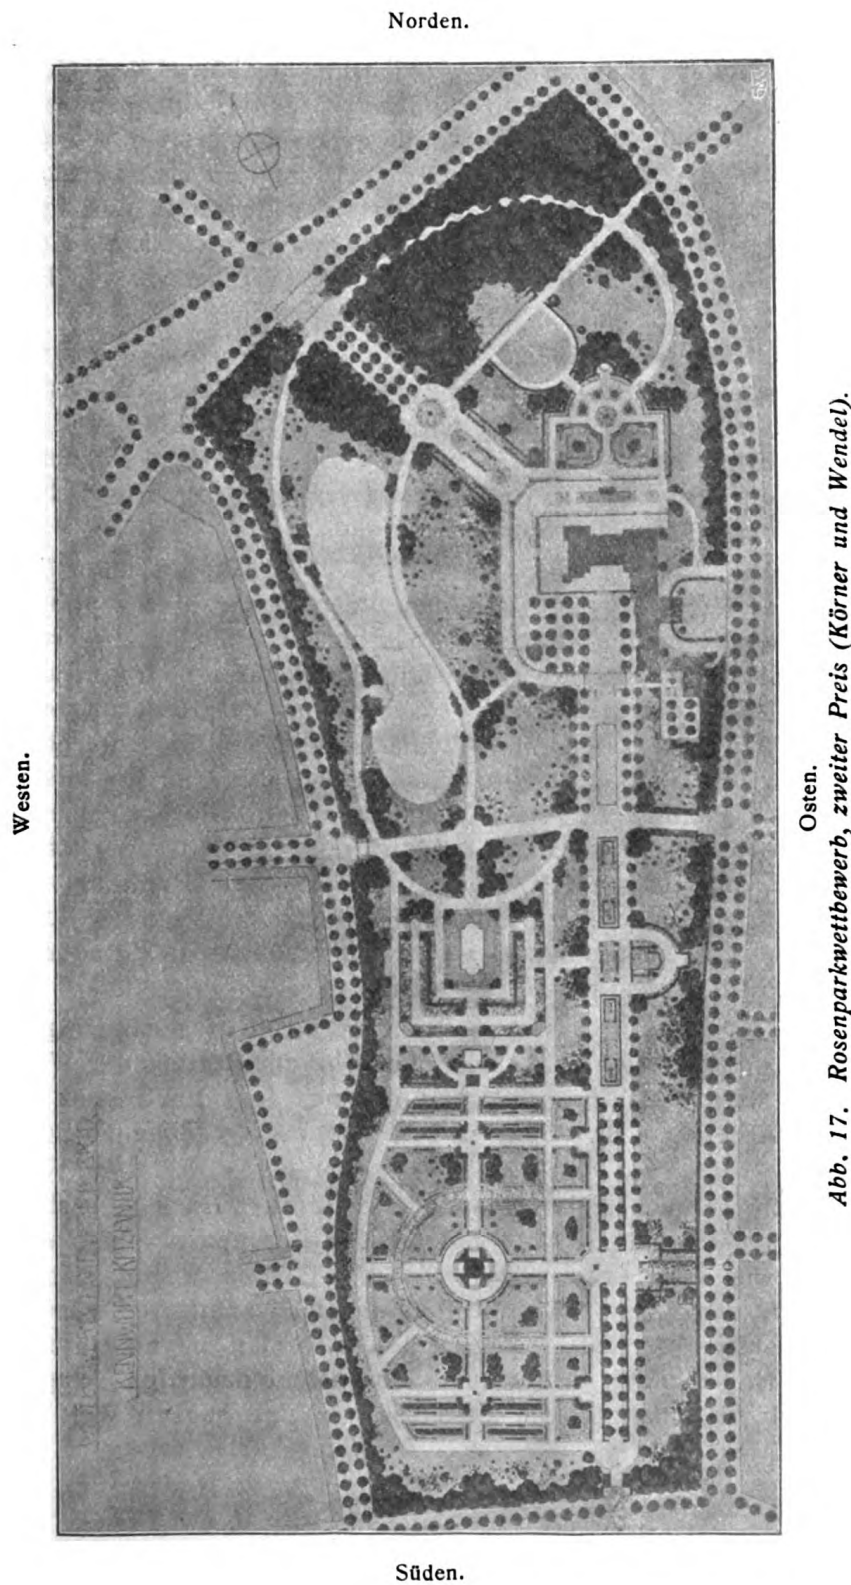 Norden.
Westen.
Osten.
Abb. 17. Rosenparkwettbewerb, zweiter Preis (Körner und Wendel).
Süden.